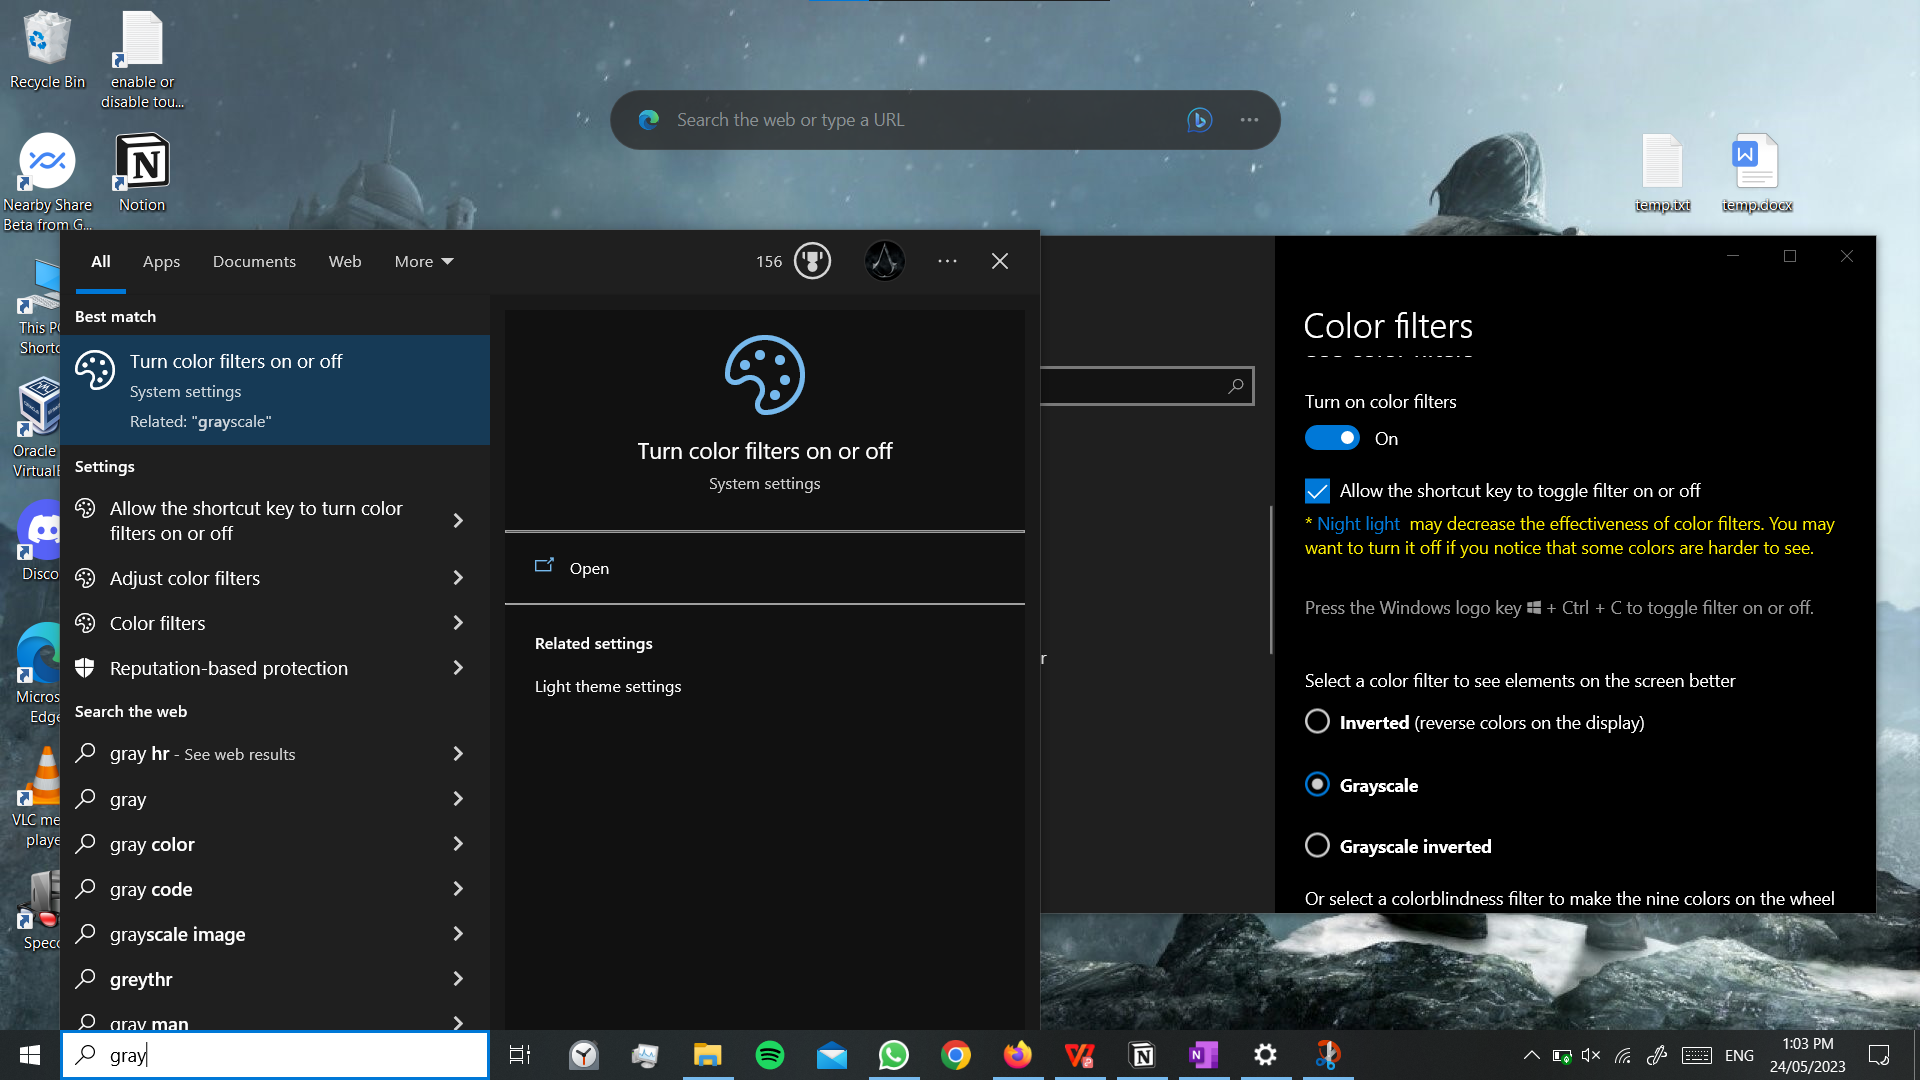 Recycle Bin
enable or
disable tou...
Nearby Share
Beta from G...
Notion
Search the web or type a URL
temp.txt
temp.docx
This P
Shorto
Oracle
Virtual
Disco
Micros
Edge
VLC me
playe
Specc
All
Apps
Documents
Web
More
156
Best match
Turn color filters on or off
System settings
Related: "grayscale"
Settings
Allow the shortcut key to turn color
filters on or off
Adjust color filters
Color filters
Reputation-based protection
Search the web
gray hr - See web results
gray
gray color
gray code
grayscale image
greythr
gray man
gray
Turn color filters on or off
System settings
Open
Related settings
Light theme settings
r
Color filters
Turn on color filters
On
Allow the shortcut key to toggle filter on or off
* Night light may decrease the effectiveness of color filters. You may
want to turn it off if you notice that some colors are harder to see.
Press the Windows logo key + Ctrl + C to toggle filter on or off.
Select a color filter to see elements on the screen better
Inverted (reverse colors on the display)
Grayscale
Grayscale inverted
Or select a colorblindness filter to make the nine colors on the wheel
ENG
1:03 PM
24/05/2023